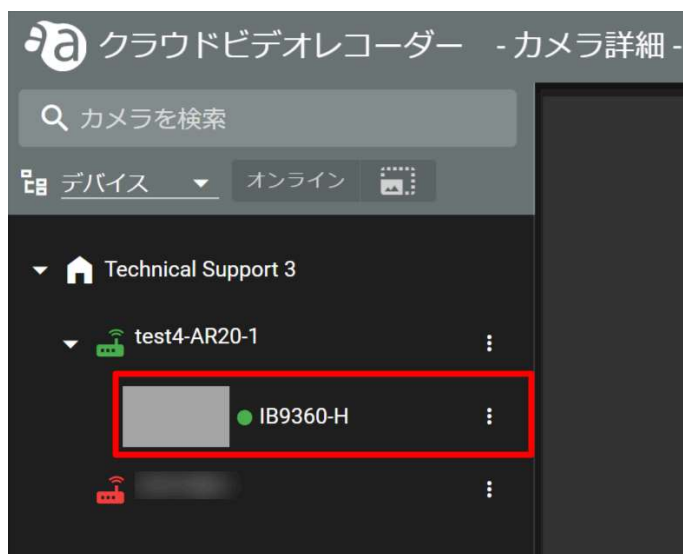 クラウドビデオレコーダー - カメラ詳細 -
カメラを検索
デバイス オンライン
Technical Support 3
test4-AR20-1
IB9360-H